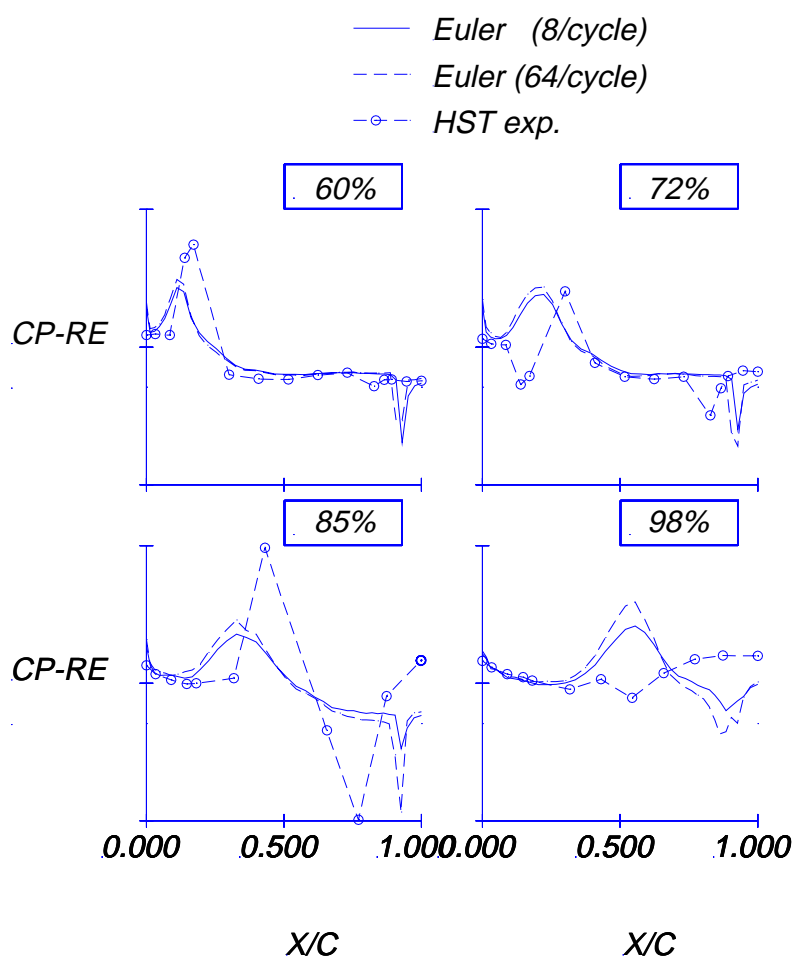 Euler (8/cycle)
Euler (64/cycle)
HST exp.
60%
72%
CP-RE
85%
98%
CP-RE
0.000 0.500 1.000 0.000 0.500 1.000
X/C X/C